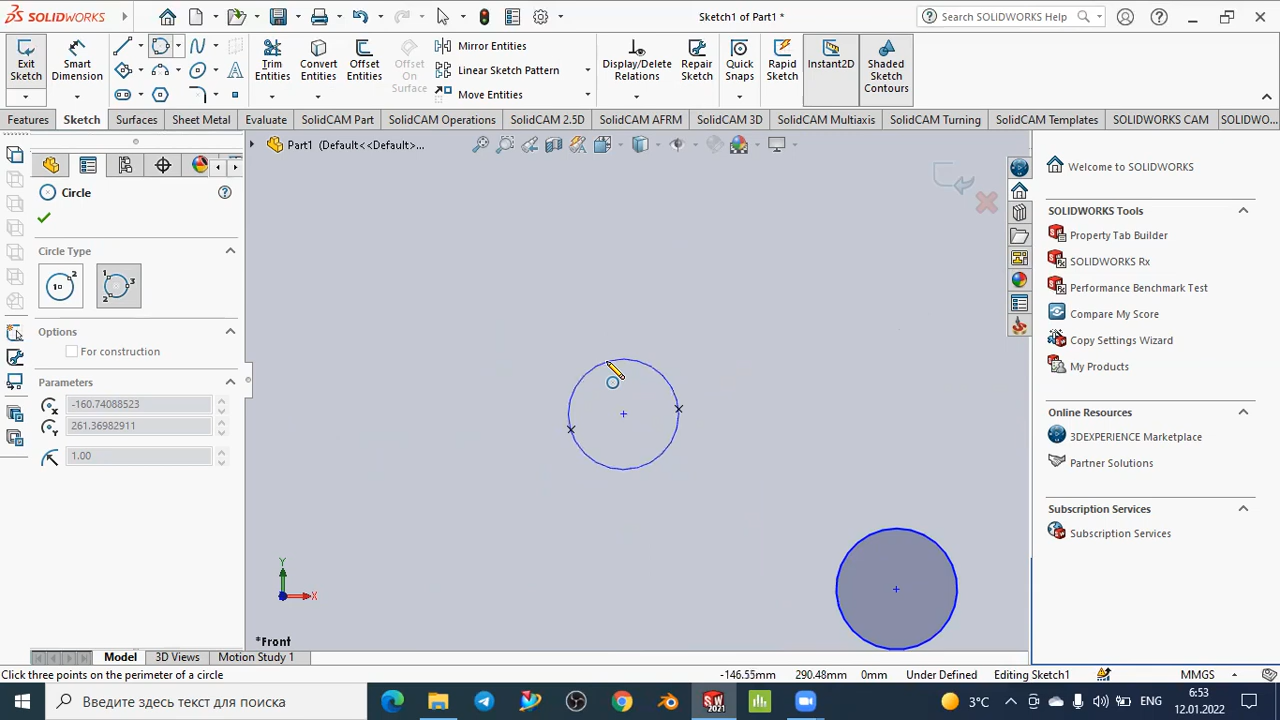 SOLIDWORKS
Sketch1 of Part1 *
Search SOLIDWORKS Help
Exit Sketch
Smart Dimension
Trim Entities
Convert Entities
Offset Entities
Offset On Surface
Mirror Entities
Linear Sketch Pattern
Move Entities
Display/Delete Relations
Repair Sketch
Quick Snaps
Rapid Sketch
Instant2D
Shaded Sketch Contours
Features
Sketch
Surfaces
Sheet Metal
Evaluate
SolidCAM Part
SolidCAM Operations
SolidCAM 2.5D
SolidCAM AFRM
SolidCAM 3D
SolidCAM Multiaxis
SolidCAM Turning
SolidCAM Templates
SOLIDWORKS CAM
SOLIDWO...
Part1 (Default<<Default>...
Circle
Circle Type
Options
For construction
Parameters
-160.74088523
261.36982911
1.00
Y
X
*Front
Welcome to SOLIDWORKS
SOLIDWORKS Tools
Property Tab Builder
SOLIDWORKS Rx
Performance Benchmark Test
Compare My Score
Copy Settings Wizard
My Products
Online Resources
3DEXPERIENCE Marketplace
Partner Solutions
Subscription Services
Subscription Services
Model
3D Views
Motion Study 1
Click three points on the perimeter of a circle
-146.55mm
290.48mm
0mm
Under Defined
Editing Sketch1
MMGS
Введите здесь текст для поиска
3°C
ENG
6:53
12.01.2022